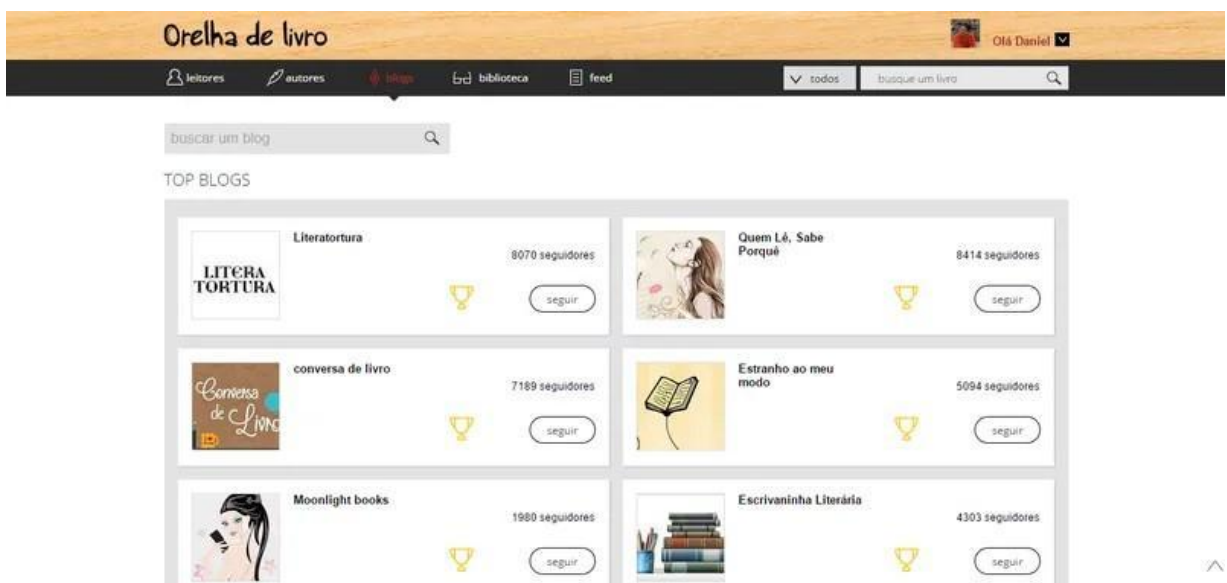 Orelha de livro
Olá Daniel
leitores autores blogs biblioteca feed todos busque um livro
buscar um blog
TOP BLOGS
Literatortura
8070 seguidores
LITERA
TORTURA
seguir
Quem Lê, Sabe
Porquê
8414 seguidores
seguir
conversa de livro
7189 seguidores
Conversa
de Livro
seguir
Estranho ao meu
modo
5094 seguidores
seguir
Moonlight books
1980 seguidores
seguir
Escrivaninha Literária
4303 seguidores
seguir